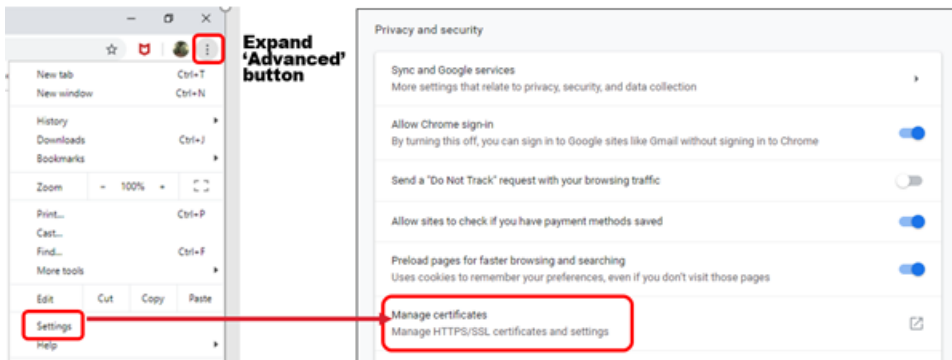 Expand
‘Advanced’
button
New tab Ctrl+T
New window Ctrl+N
History
Downloads Ctrl+J
Bookmarks
Zoom - 100% +
Print... Ctrl+P
Cast...
Find... Ctrl+F
More tools
Edit Cut Copy Paste
Settings
Help
Privacy and security
Sync and Google services
More settings that relate to privacy, security, and data collection
Allow Chrome sign-in
By turning this off, you can sign in to Google sites like Gmail without signing in to Chrome
Send a "Do Not Track" request with your browsing traffic
Allow sites to check if you have payment methods saved
Preload pages for faster browsing and searching
Uses cookies to remember your preferences, even if you don't visit those pages
Manage certificates
Manage HTTPS/SSL certificates and settings